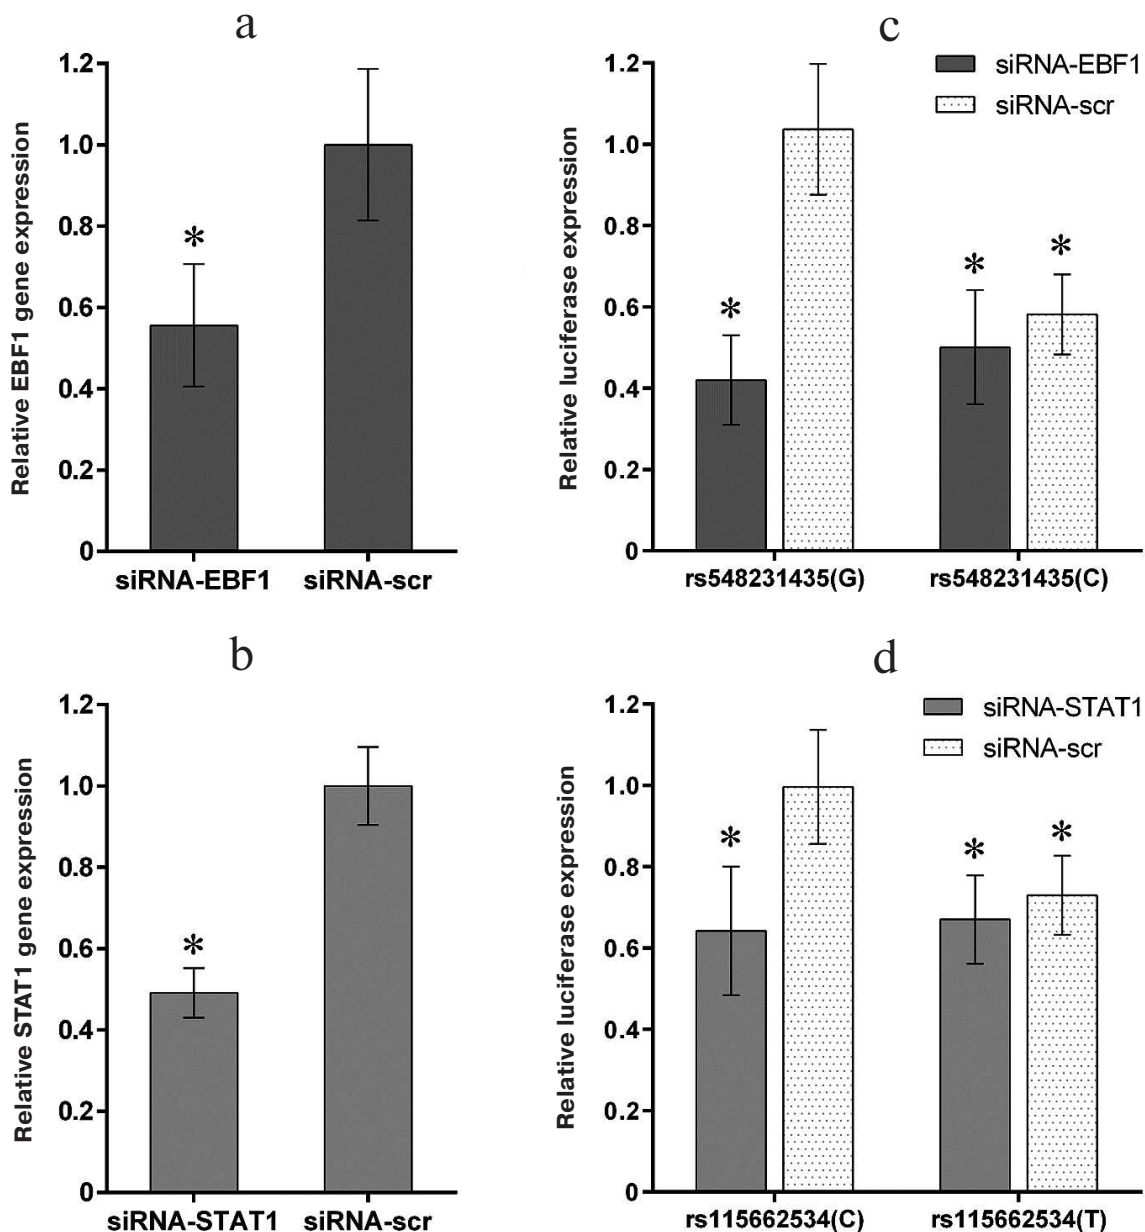 a
Relative EBF1 gene expression
1.2
1.0
0.8
0.6
0.4
0.2
0
*
siRNA-EBF1 siRNA-scr
c
siRNA-EBF1
siRNA-scr
Relative luciferase expression
1.2
1.0
0.8
0.6
0.4
0.2
0
*
*
*
rs548231435(G) rs548231435(C)
b
Relative STAT1 gene expression
1.2
1.0
0.8
0.6
0.4
0.2
0
*
siRNA-STAT1 siRNA-scr
d
siRNA-STAT1
siRNA-scr
Relative luciferase expression
1.2
1.0
0.8
0.6
0.4
0.2
0
*
*
*
rs115662534(C) rs115662534(T)